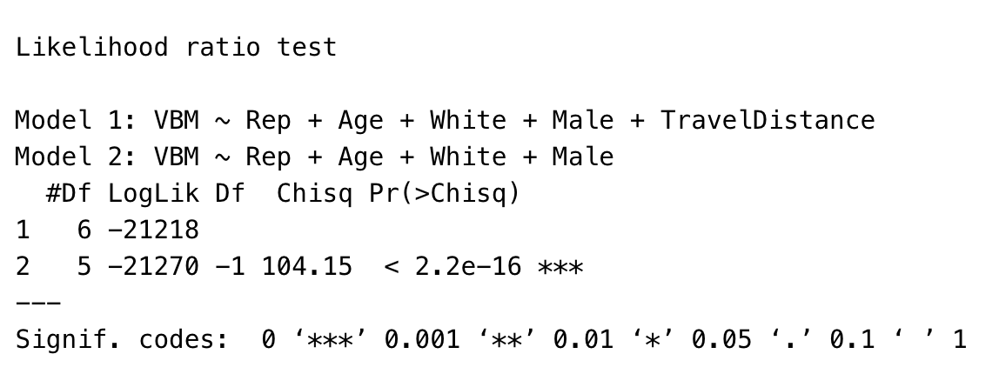 Likelihood ratio test
Model 1: VBM ~ Rep + Age + White + Male + TravelDistance
Model 2: VBM ~ Rep + Age + White + Male
  #Df LogLik Df  Chisq Pr(>Chisq)
1   6 −21218
2   5 −21270 −1 104.15  < 2.2e−16 ***
−−−
Signif. codes:  0 ‘***’ 0.001 ‘**’ 0.01 ‘*’ 0.05 ‘.’ 0.1 ‘ ’ 1